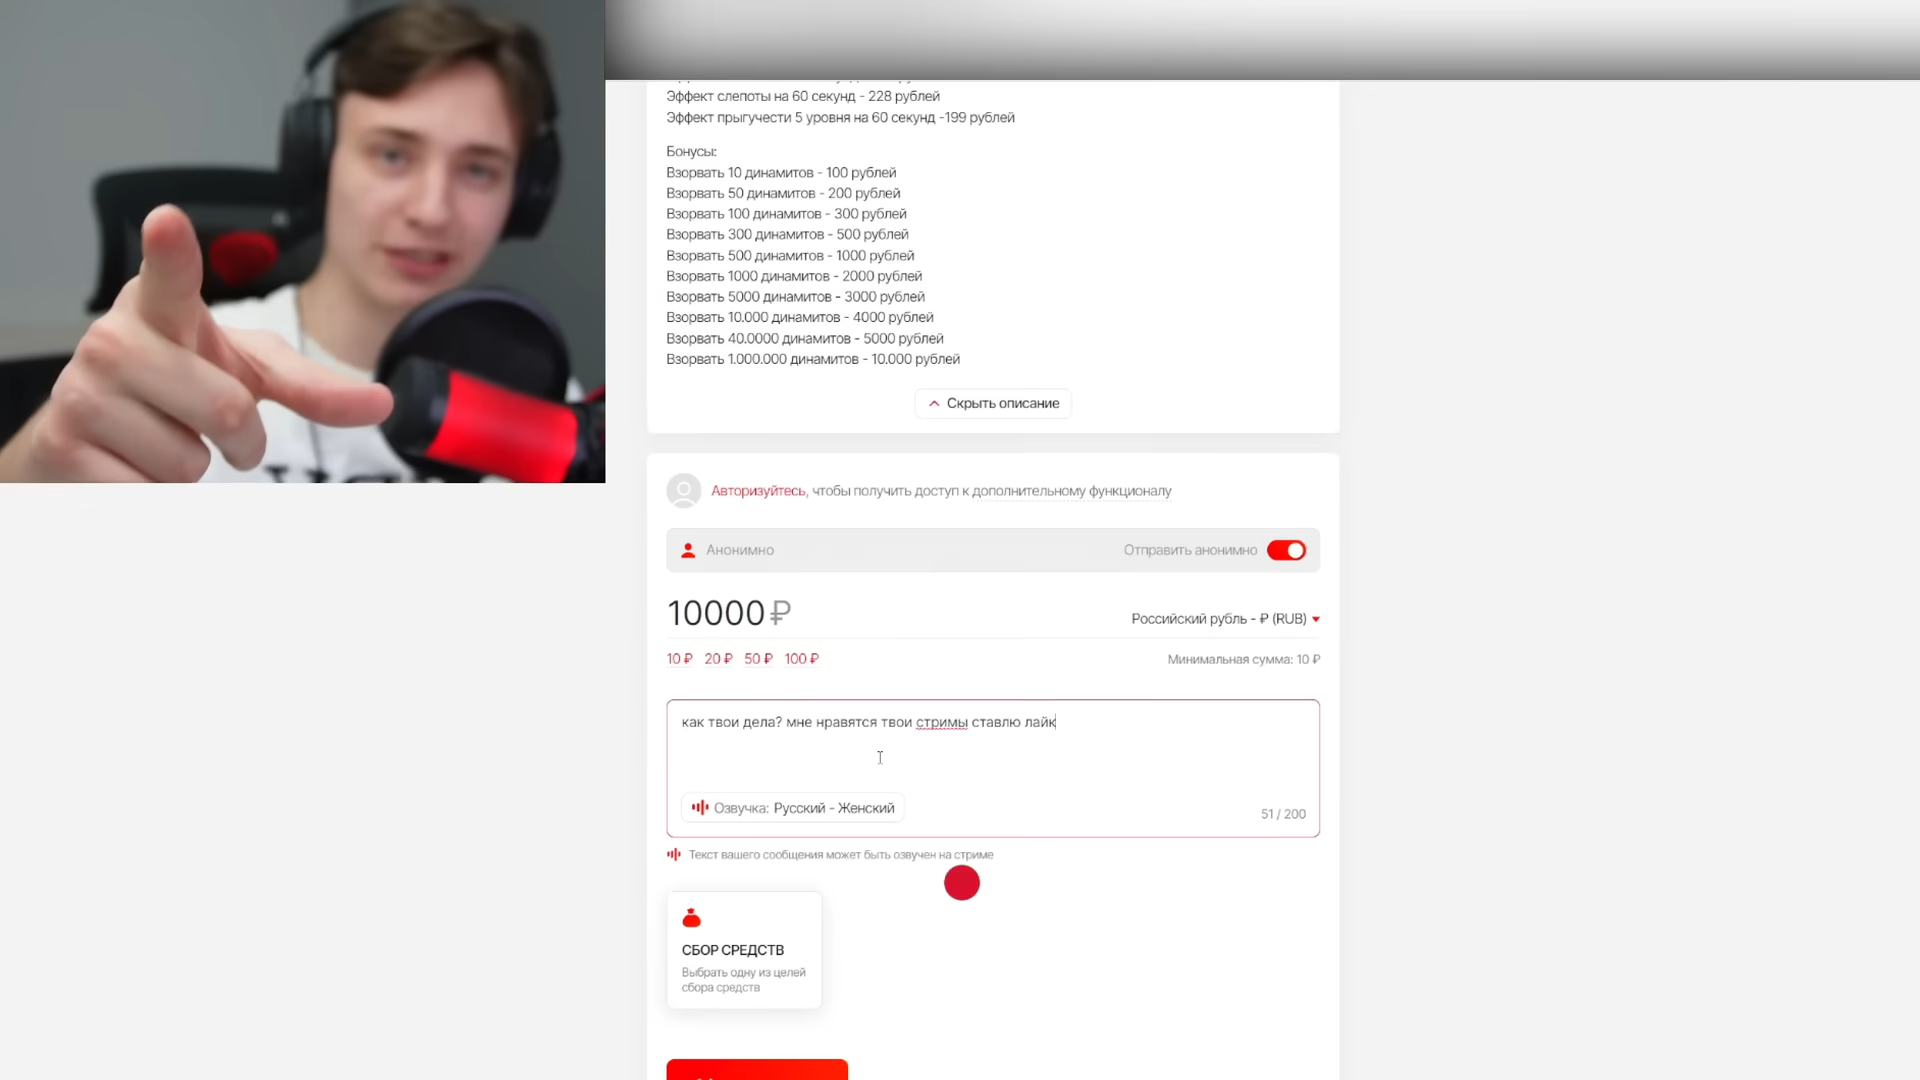 Эффект слепоты на 60 секунд - 228 рублей
Эффект прыгучести 5 уровня на 60 секунд -199 рублей
Бонусы:
Взорвать 10 динамитов - 100 рублей
Взорвать 50 динамитов - 200 рублей
Взорвать 100 динамитов - 300 рублей
Взорвать 300 динамитов - 500 рублей
Взорвать 500 динамитов - 1000 рублей
Взорвать 1000 динамитов - 2000 рублей
Взорвать 5000 динамитов - 3000 рублей
Взорвать 10.000 динамитов - 4000 рублей
Взорвать 40.0000 динамитов - 5000 рублей
Взорвать 1.000.000 динамитов - 10.000 рублей
Скрыть описание
Авторизуйтесь, чтобы получить доступ к дополнительному функционалу
Анонимно Отправить анонимно
10000 ₽ Российский рубль - ₽ (RUB)
10 ₽ 20 ₽ 50 ₽ 100 ₽ Минимальная сумма: 10 ₽
как твои дела? мне нравятся твои стримы ставлю лайк
Озвучка: Русский - Женский 51 / 200
Текст вашего сообщения может быть озвучен на стриме
СБОР СРЕДСТВ
Выбрать одну из целей
сбора средств